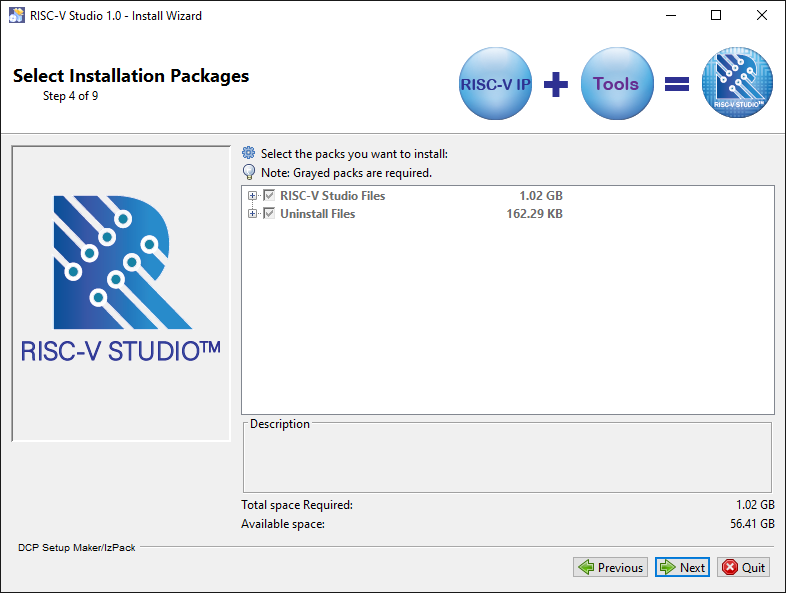 RISC-V Studio 1.0 - Install Wizard
Select Installation Packages
Step 4 of 9
RISC-V IP
Tools
RISC-V STUDIO™
Select the packs you want to install:
Note: Grayed packs are required.
RISC-V Studio Files 1.02 GB
Uninstall Files 162.29 KB
RISC-V STUDIO™
Description
Total space Required: 1.02 GB
Available space: 56.41 GB
DCP Setup Maker/IzPack
Previous Next Quit